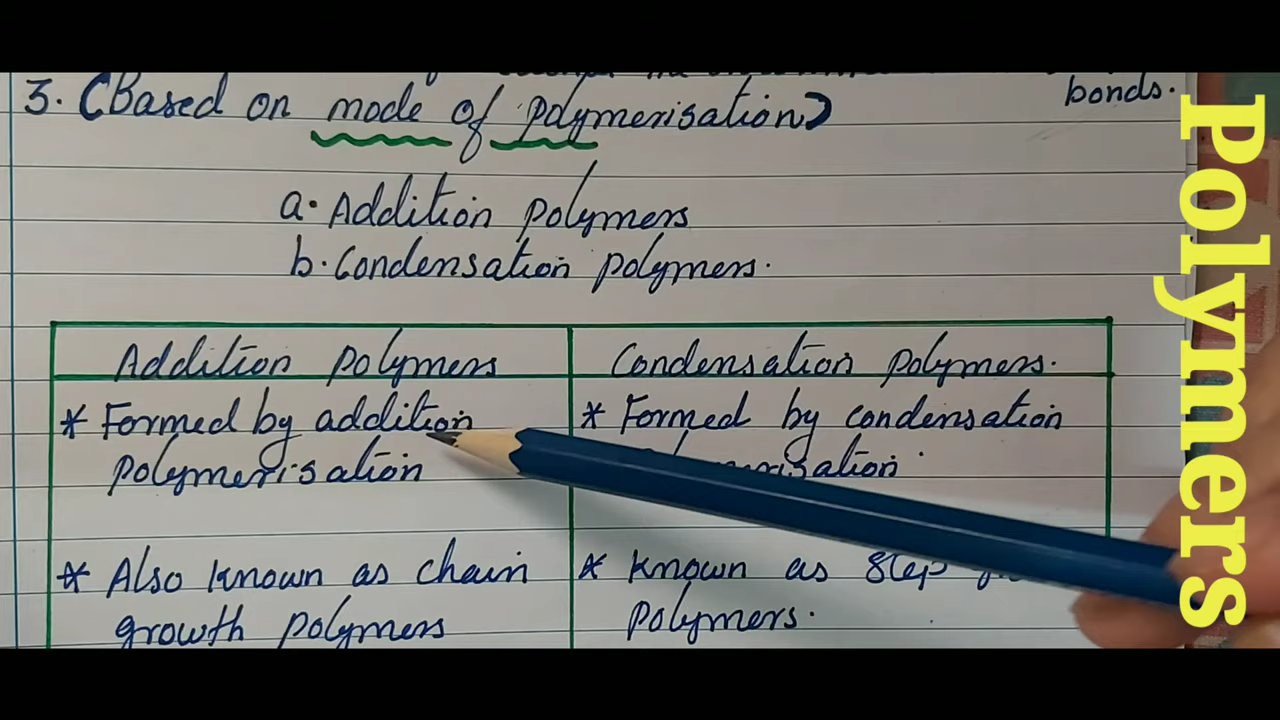 bonds.
3. (Based on mode of polymerisation)
a. Addition polymers
b. Condensation polymers.
Addition polymers
Condensation polymers.
* Formed by addition
polymerisation
* Formed by condensation
* Also known as chain
growth polymers
* Known as Step
polymers.
Polymers